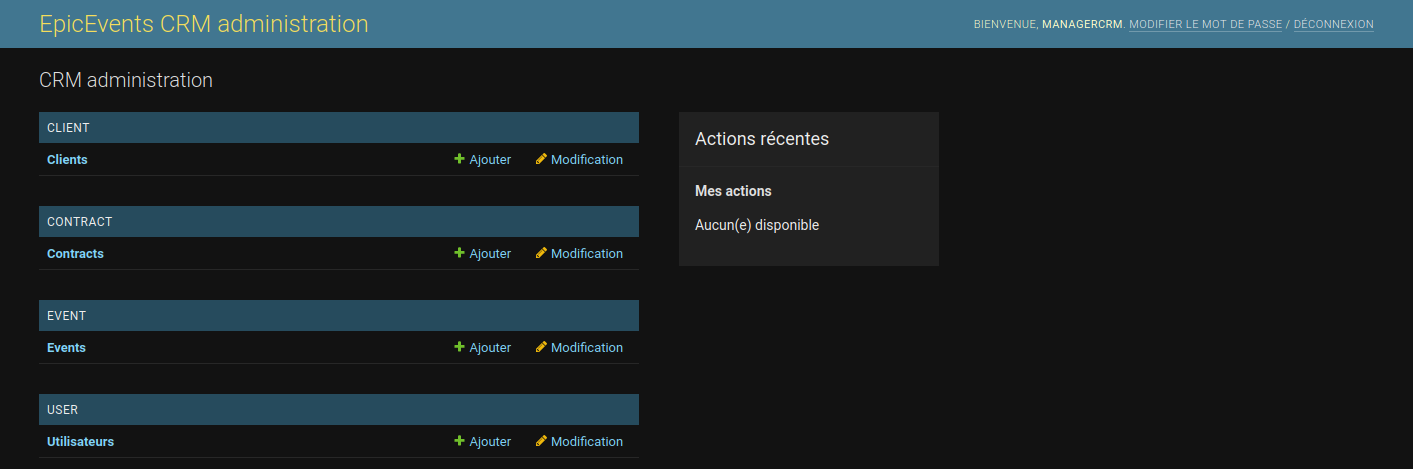 EpicEvents CRM administration
BIENVENUE, MANAGERCRM. MODIFIER LE MOT DE PASSE / DÉCONNEXION
CRM administration
CLIENT
Clients Ajouter Modification
CONTRACT
Contracts Ajouter Modification
EVENT
Events Ajouter Modification
USER
Utilisateurs Ajouter Modification
Actions récentes
Mes actions
Aucun(e) disponible